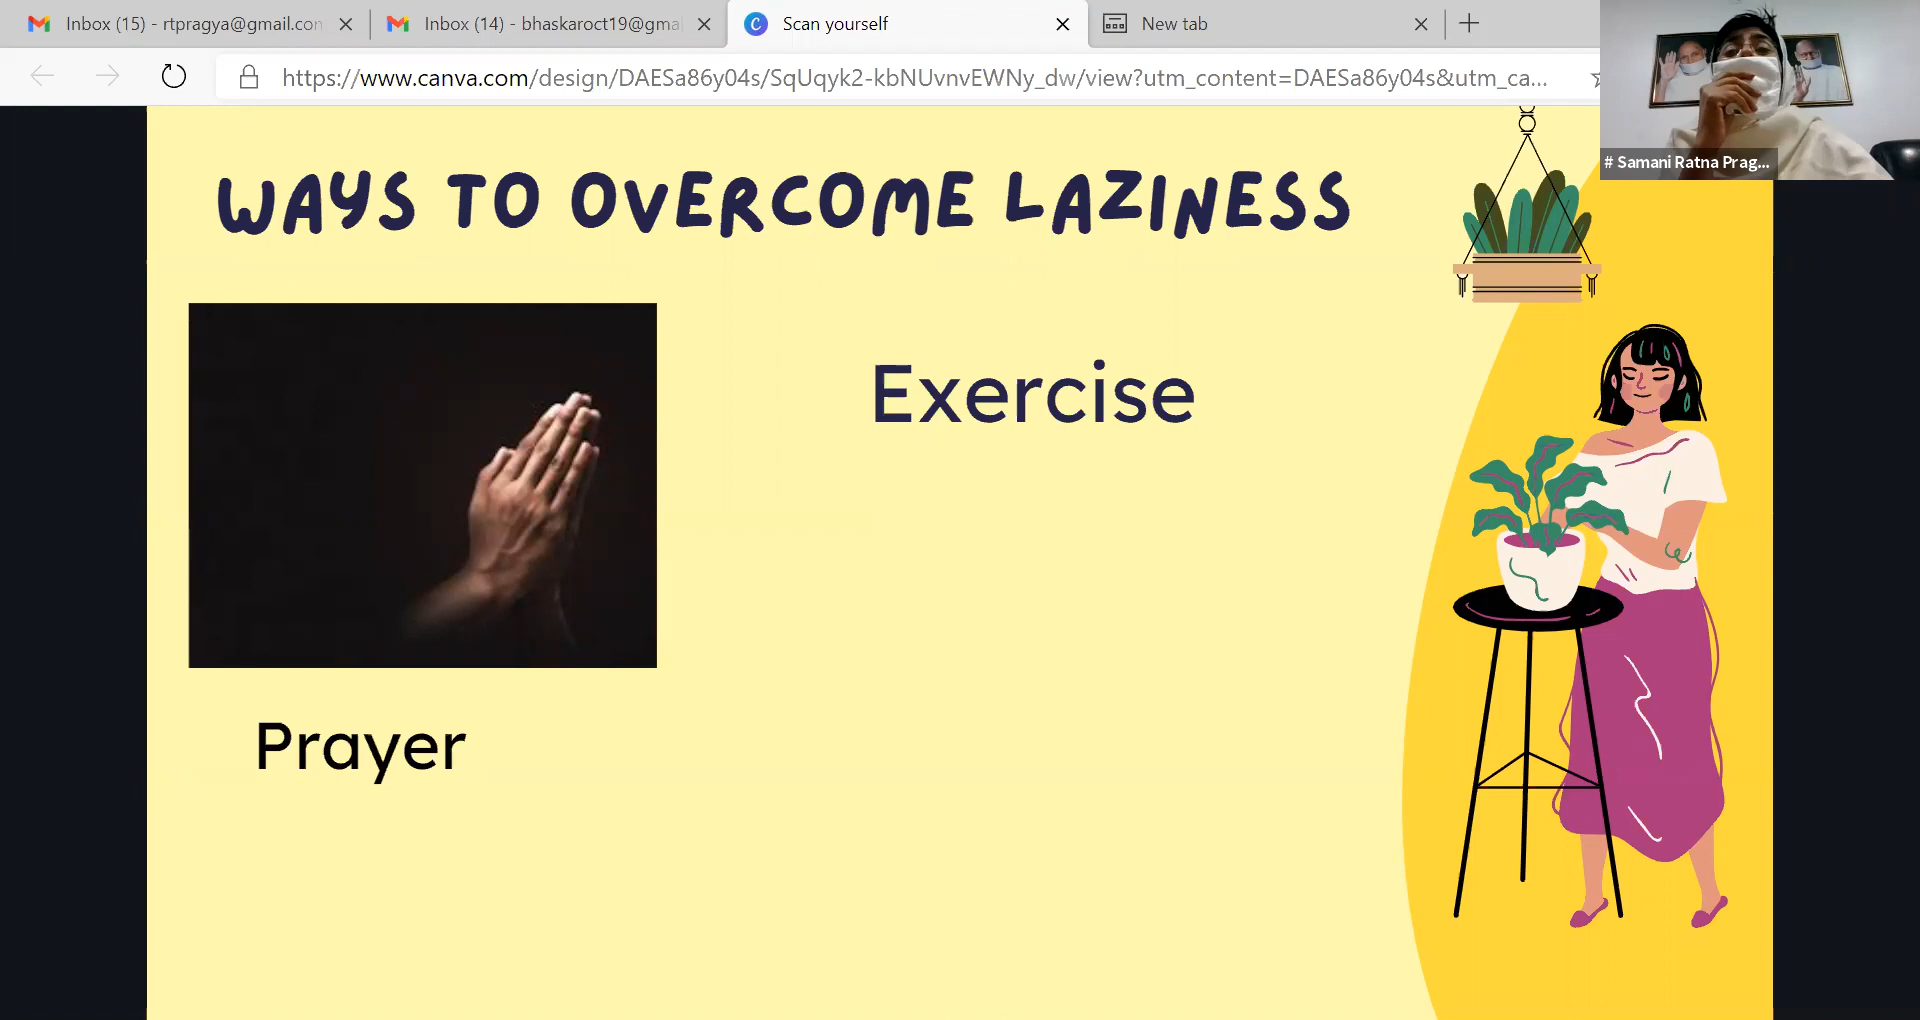 Inbox (15) - rtpragya@gmail.con
Inbox (14) - bhaskaroct19@gma
Scan yourself
New tab
https://www.canva.com/design/DAESa86y04s/SqUqyk2-kbNUvnvEWNy_dw/view?utm_content=DAESa86y04s&utm_ca...
# Samani Ratna Prag...
WAYS TO OVERCOME LAZINESS
Exercise
Prayer